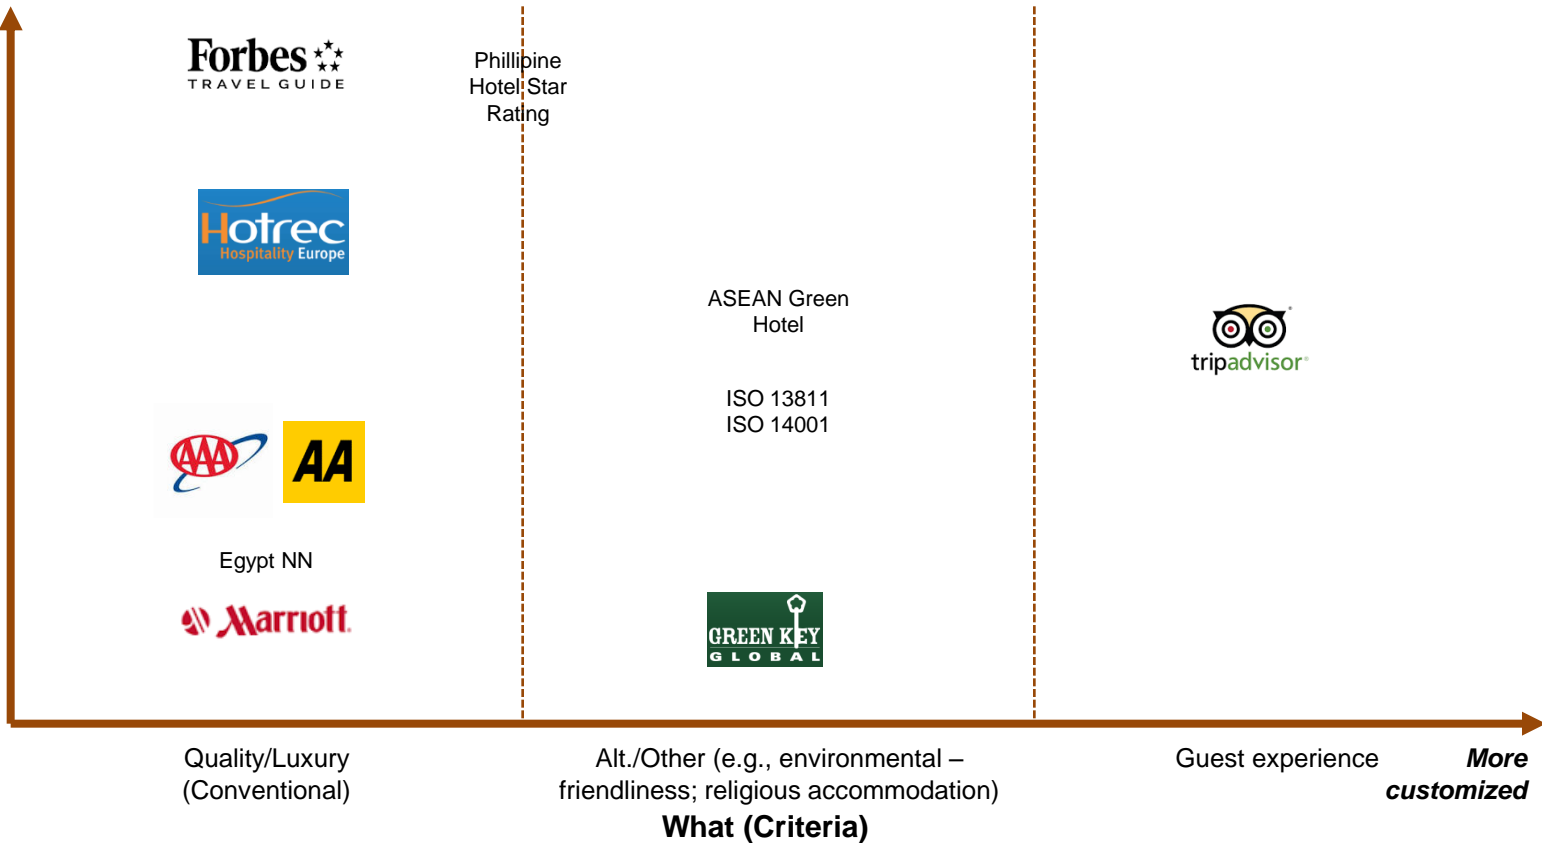 Forbes
TRAVEL GUIDE
Phillipine
Hotel Star
Rating
Hotrec
Hospitality Europe
ASEAN Green
Hotel
tripadvisor®
ISO 13811
ISO 14001
AAA
AA
Egypt NN
Marriott.
GREEN KEY
GLOBAL
Quality/Luxury
(Conventional)
Alt./Other (e.g., environmental –
friendliness; religious accommodation)
Guest experience
More
customized
What (Criteria)